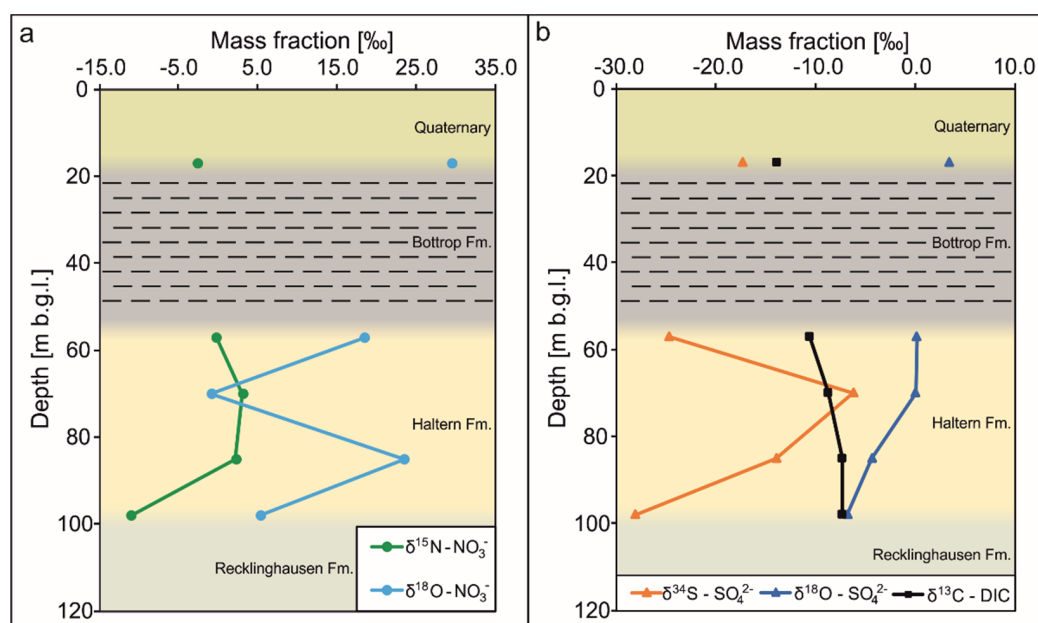 a
Mass fraction [‰]
-15.0 -5.0 5.0 15.0 25.0 35.0
Depth [m b.g.l.]
0
20
40
60
80
100
120
Quaternary
Bottrop Fm.
Haltern Fm.
Recklinghausen Fm.
δ¹⁵N - NO₃⁻
δ¹⁸O - NO₃⁻
b
Mass fraction [‰]
-30.0 -20.0 -10.0 0.0 10.0
Depth [m b.g.l.]
0
20
40
60
80
100
120
Quaternary
Bottrop Fm.
Haltern Fm.
Recklinghausen Fm.
δ³⁴S - SO₄²⁻ δ¹⁸O - SO₄²⁻ δ¹³C - DIC